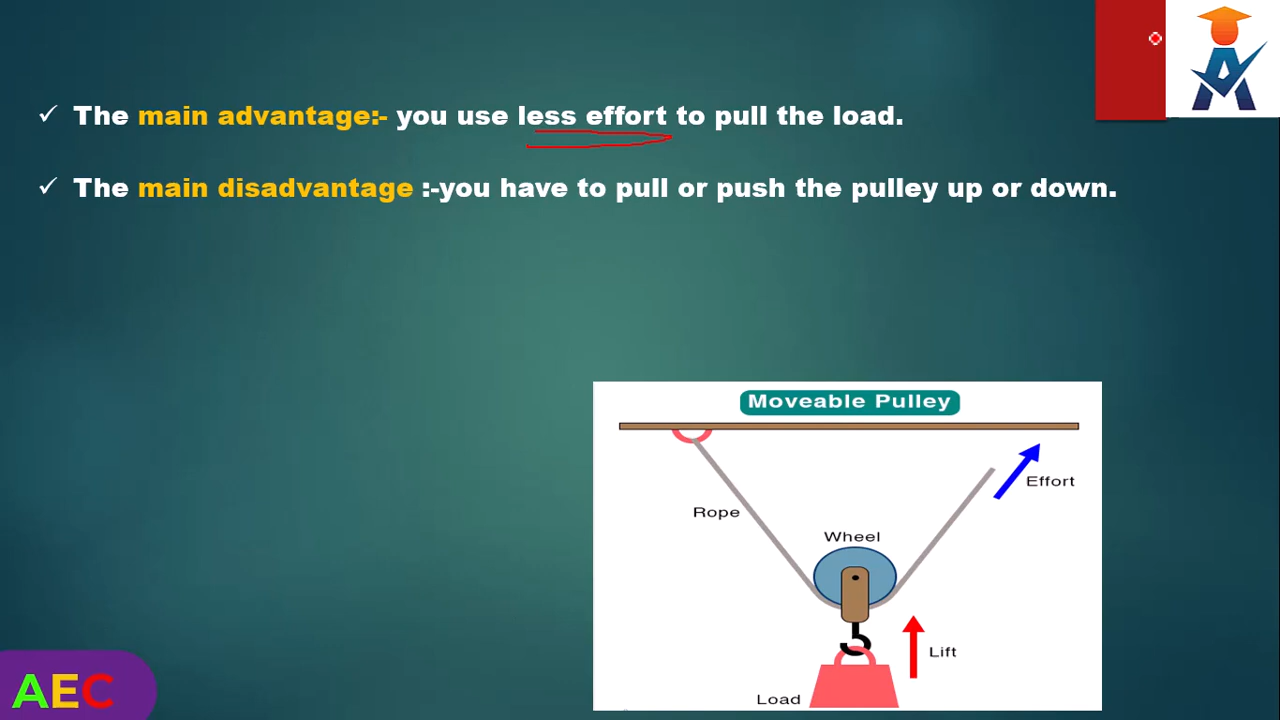 The main advantage:- you use less effort to pull the load.
The main disadvantage :-you have to pull or push the pulley up or down.
Moveable Pulley
Effort
Rope
Wheel
Lift
Load
AEC